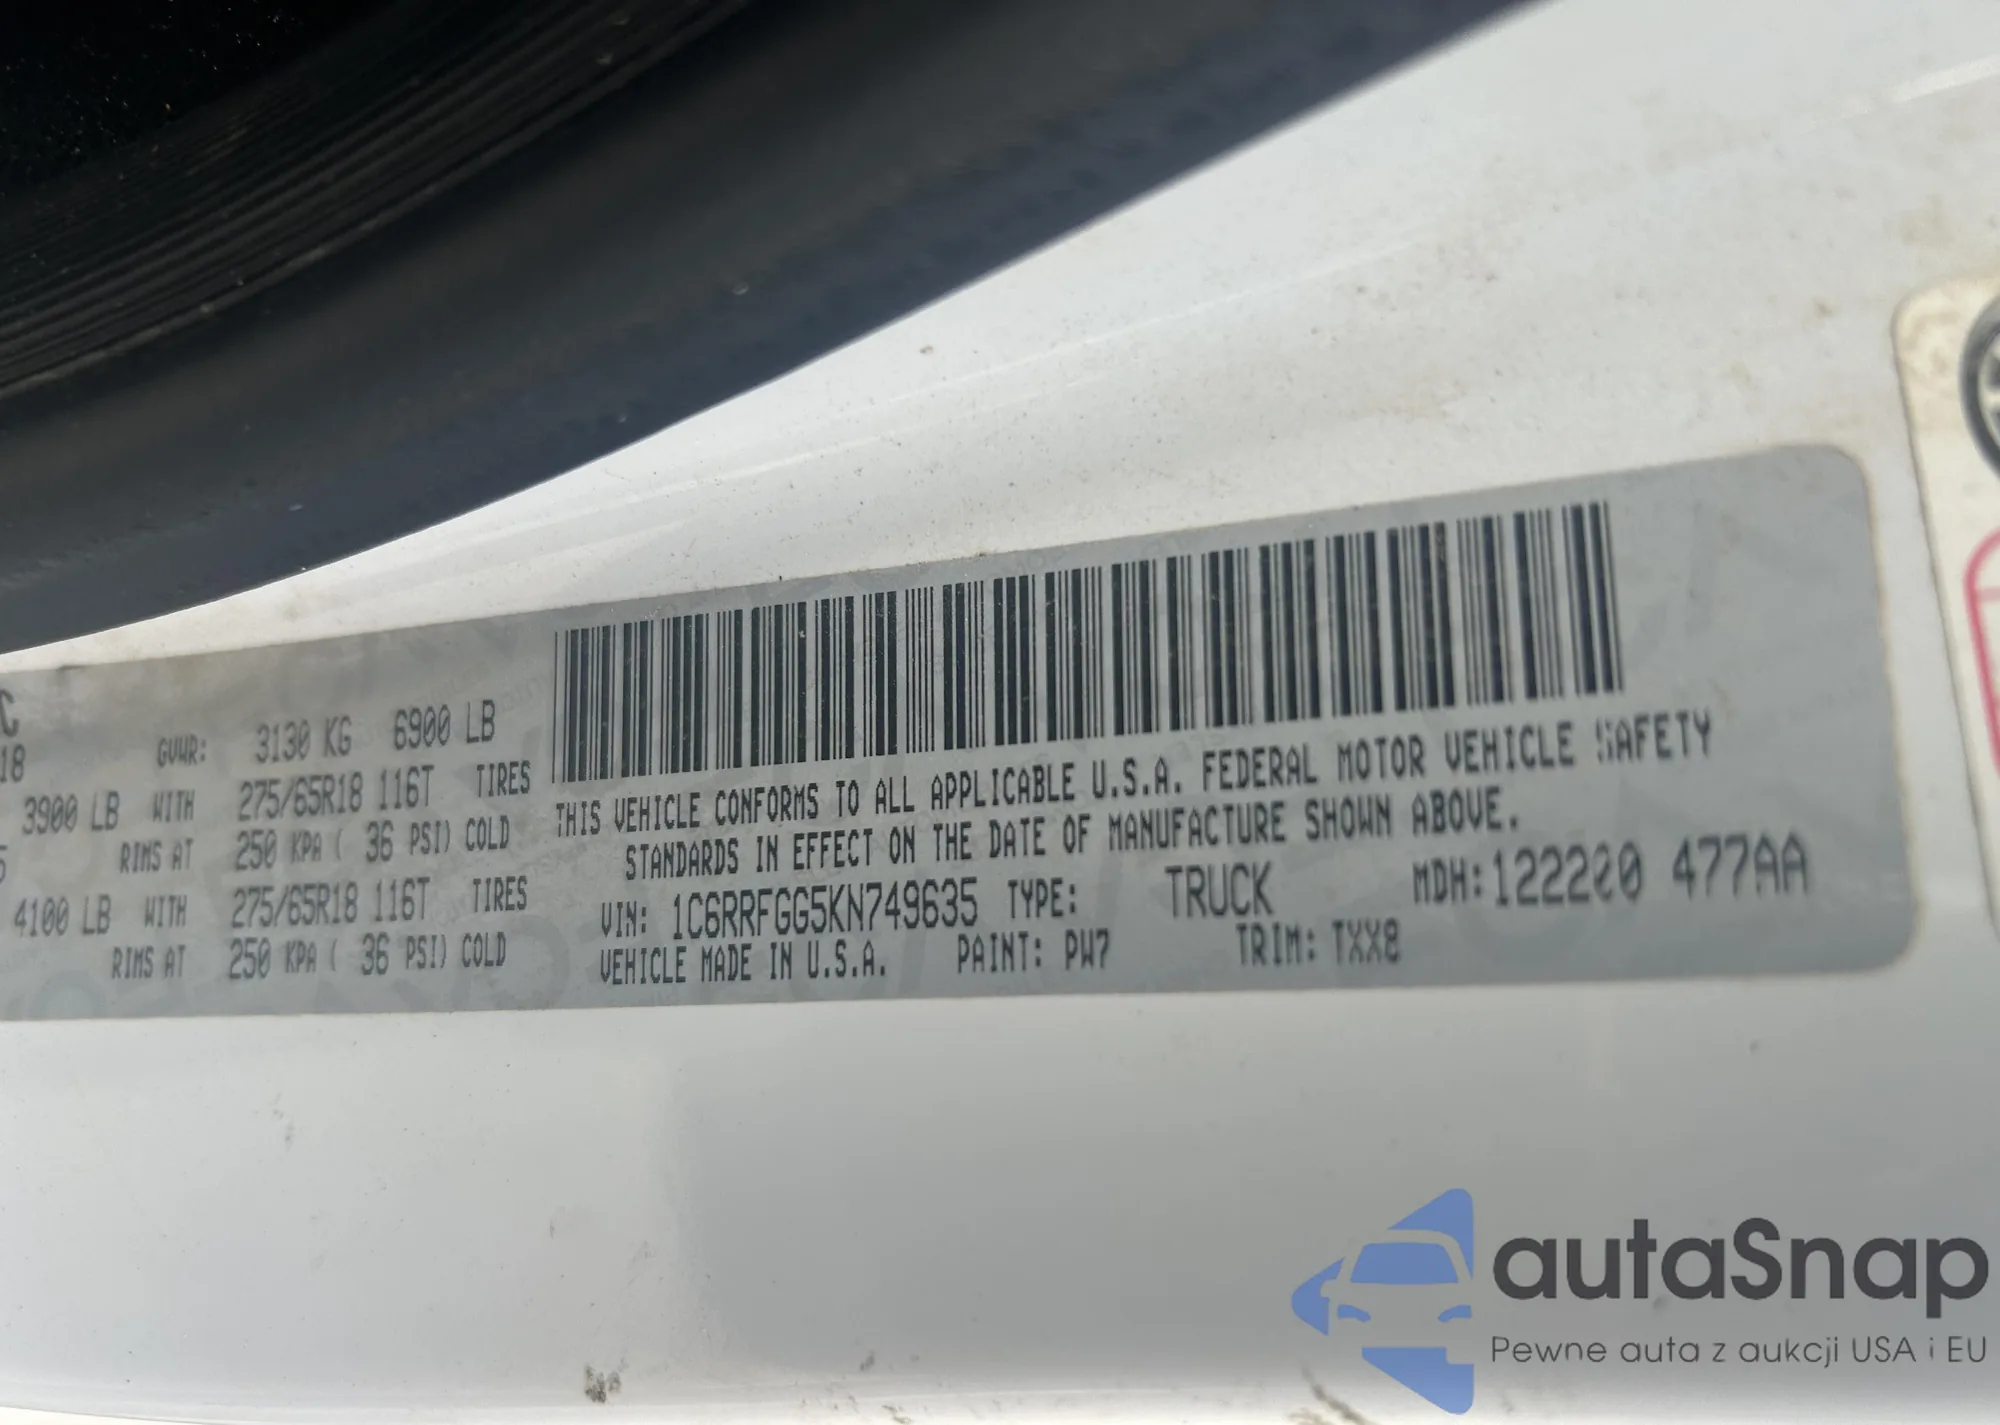 C
18
GVWR: 3130 KG 6900 LB
3900 LB WITH 275/65R18 116T TIRES
RIMS AT 250 KPA ( 36 PSI) COLD
4100 LB WITH 275/65R18 116T TIRES
RIMS AT 250 KPA ( 36 PSI) COLD
THIS VEHICLE CONFORMS TO ALL APPLICABLE U.S.A. FEDERAL MOTOR VEHICLE SAFETY
STANDARDS IN EFFECT ON THE DATE OF MANUFACTURE SHOWN ABOVE.
VIN: 1C6RRFGG5KN749635 TYPE: TRUCK MDH: 122220 477AA
VEHICLE MADE IN U.S.A. PAINT: PW7 TRIM: TXX8
autaSnap
Pewne auta z aukcji USA i EU